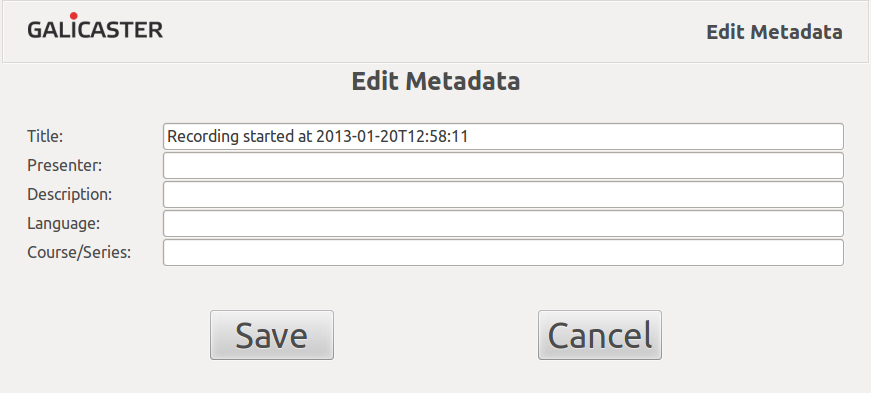 GALiCASTER
Edit Metadata
Edit Metadata
Title: Recording started at 2013-01-20T12:58:11
Presenter:
Description:
Language:
Course/Series:
Save Cancel